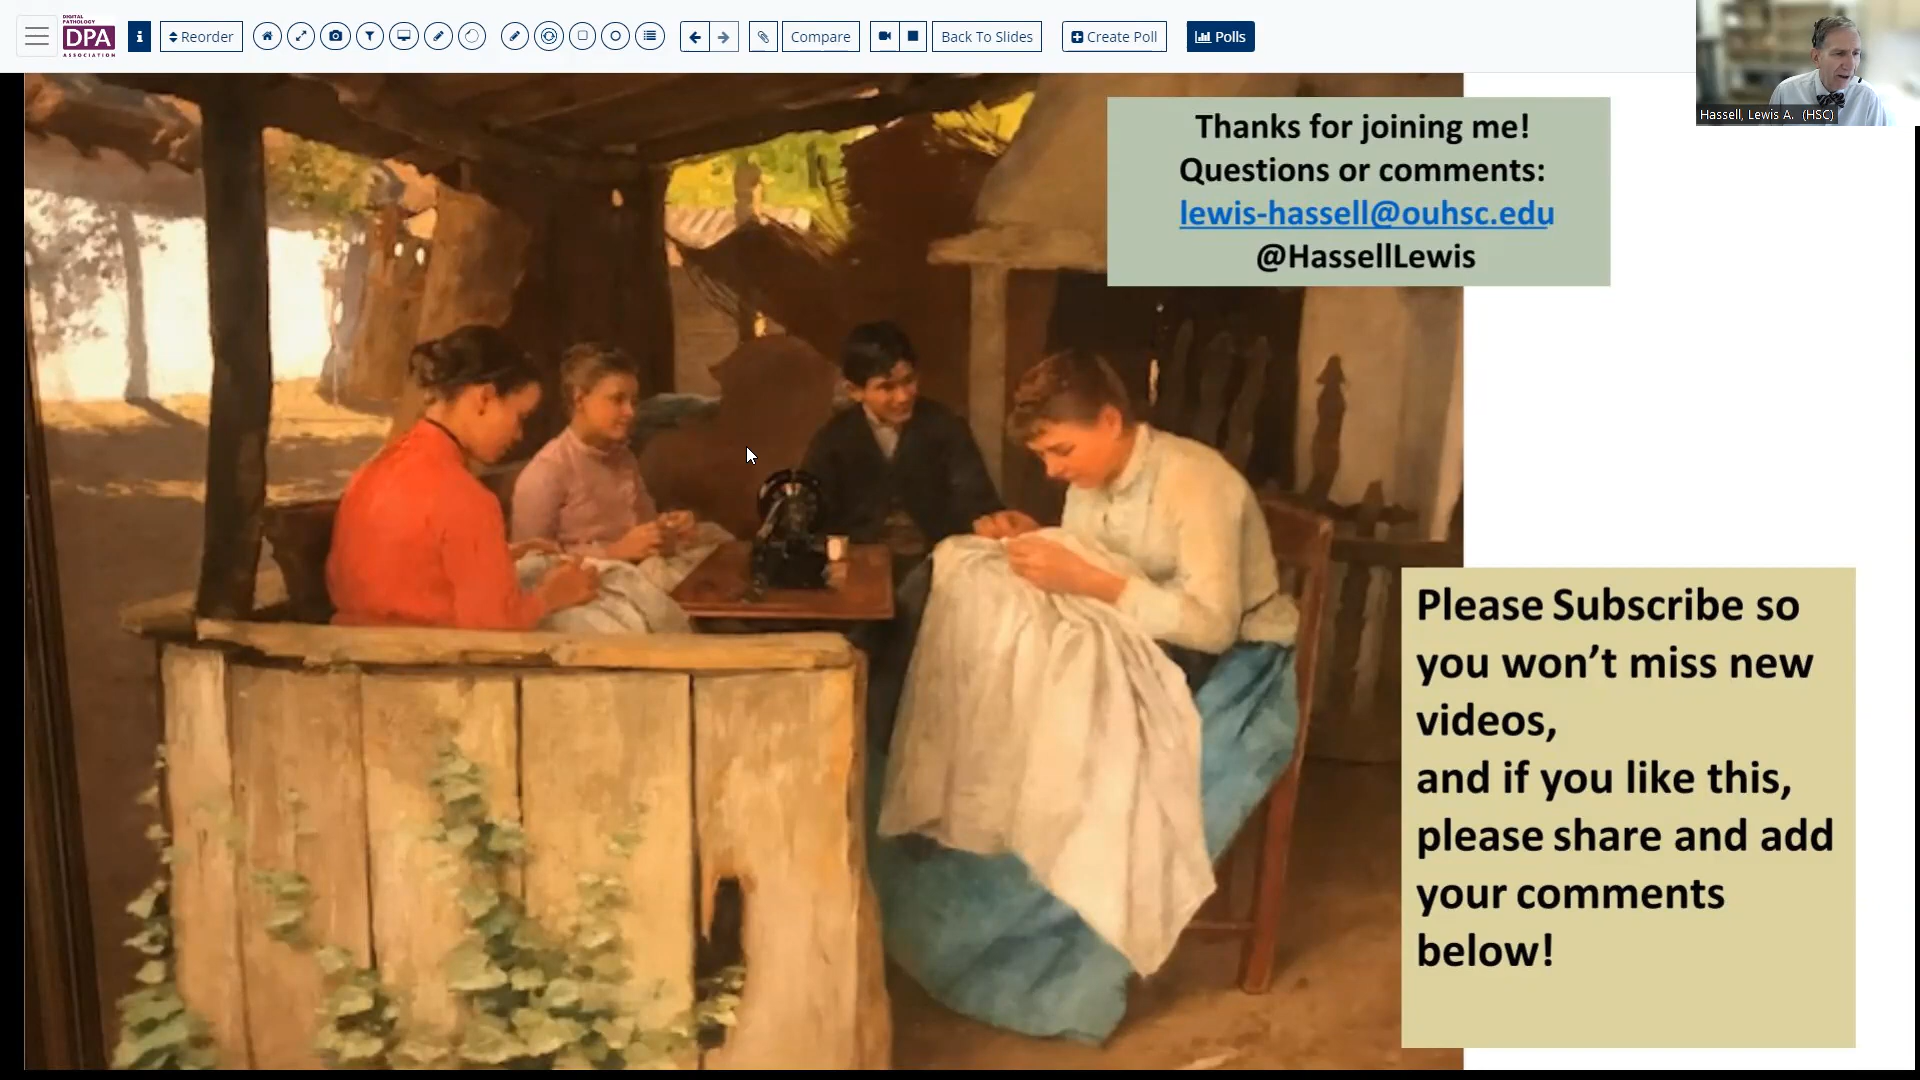 DIGITAL PATHOLOGY
DPA
ASSOCIATION
i
Reorder
Compare
Back To Slides
Create Poll
Polls
Hassell, Lewis A. (HSC)
Thanks for joining me!
Questions or comments:
lewis-hassell@ouhsc.edu
@HassellLewis
Please Subscribe so
you won’t miss new
videos,
and if you like this,
please share and add
your comments
below!